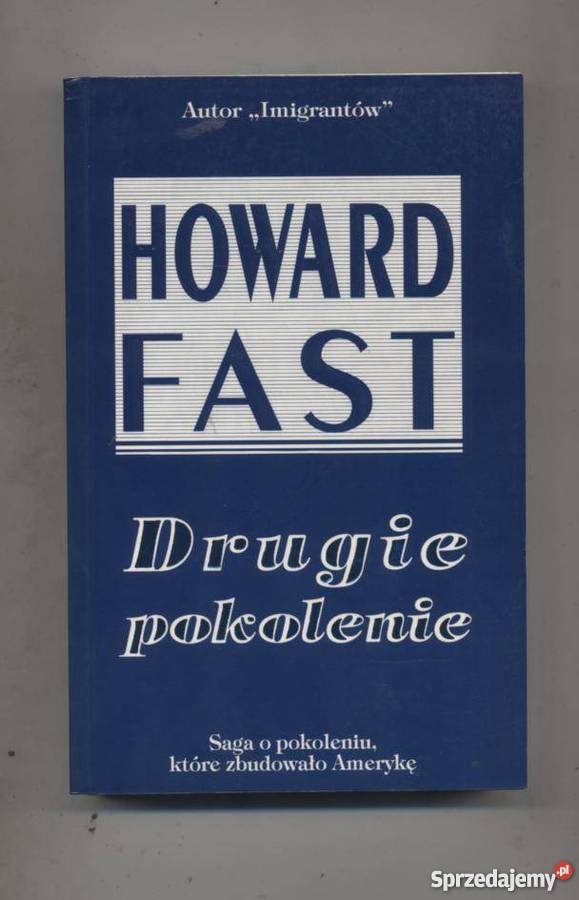 Autor „Imigrantów”
HOWARD
FAST
Drugie
pokolenie
Saga o pokoleniu,
które zbudowało Amerykę
Sprzedajemy.pl